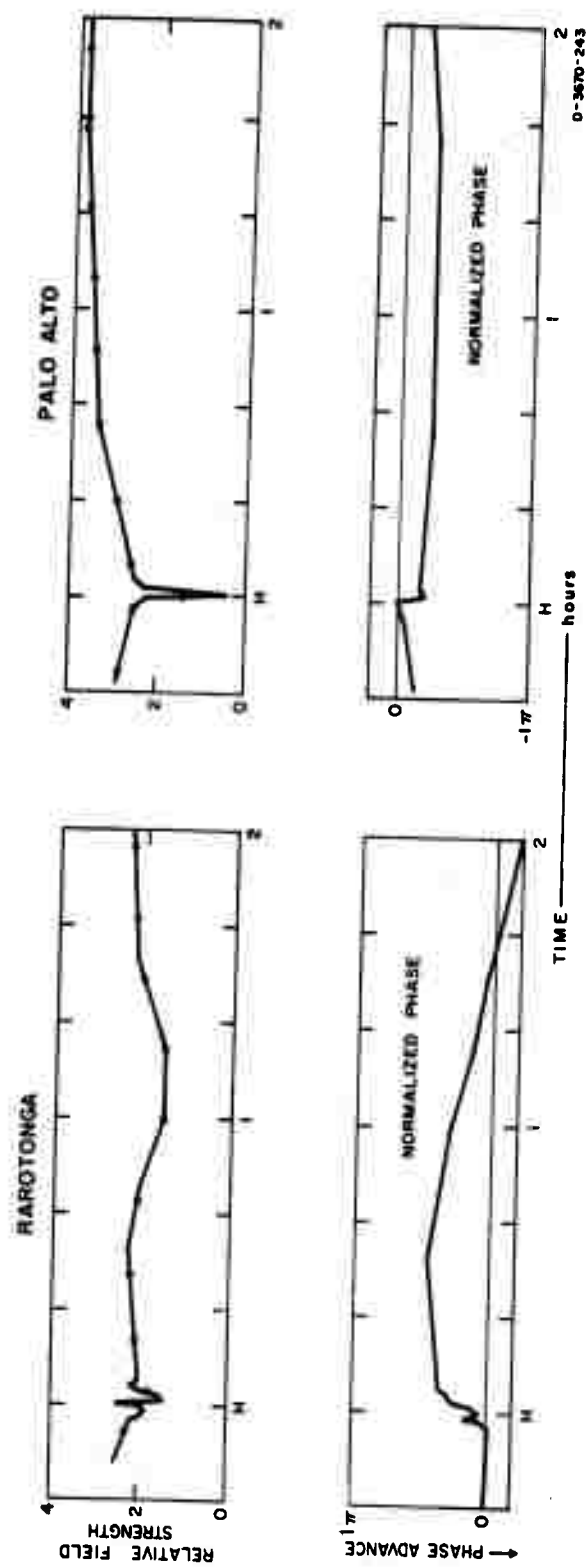 RAROTONGA
RELATIVE FIELD
STRENGTH
4
2
0
H
1
2
PALO ALTO
4
2
0
H
1
2
↑ PHASE ADVANCE
1π
0
NORMALIZED PHASE
H
1
2
0
-1π
NORMALIZED PHASE
H
1
2
TIME — hours
D-3670-243